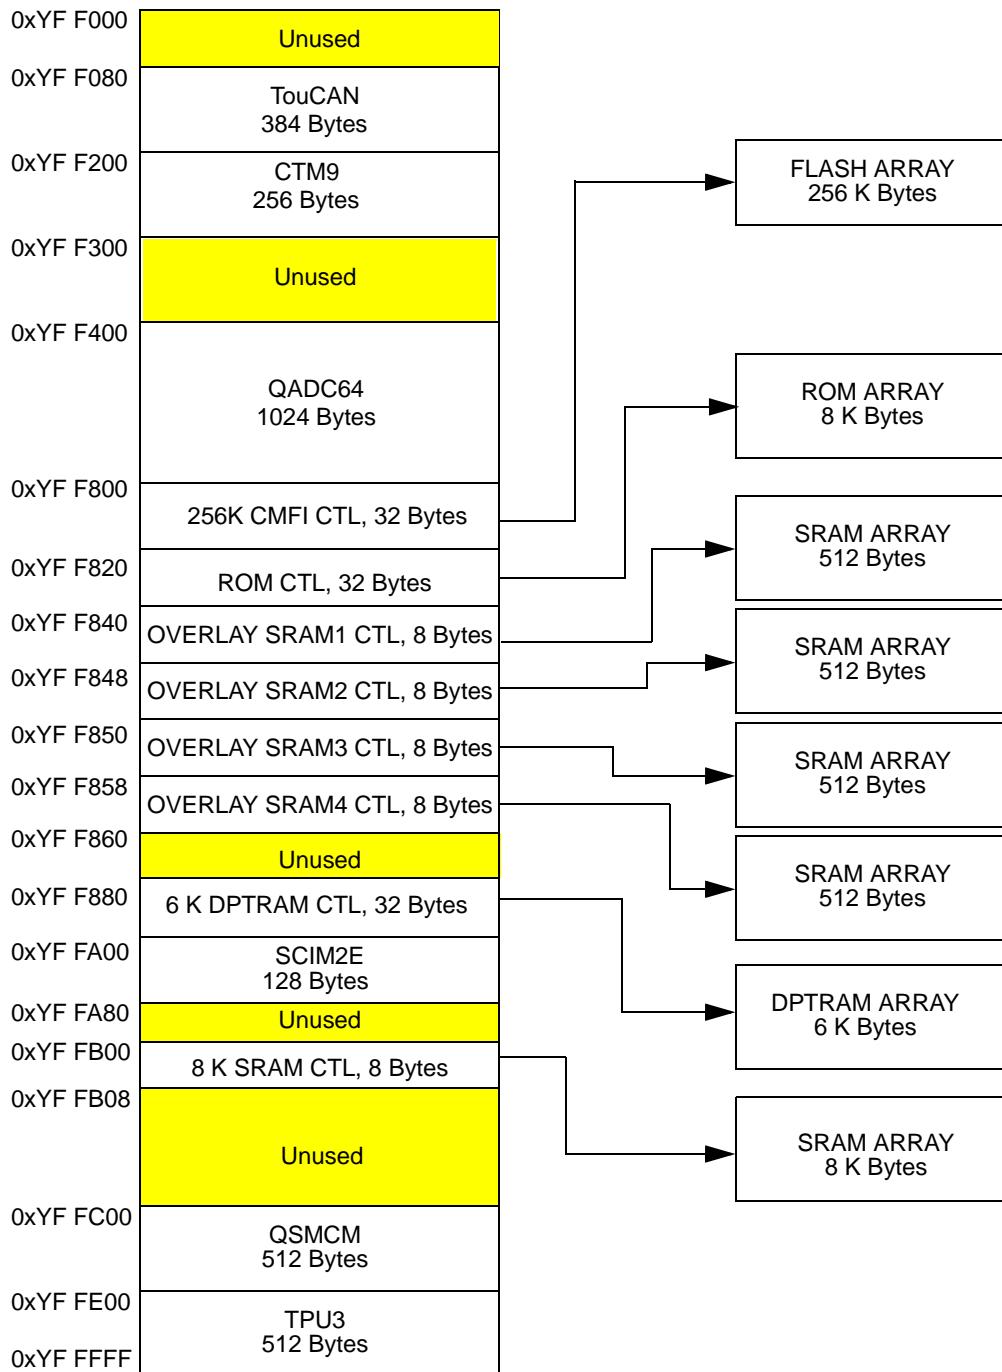 0xYF F000
Unused
0xYF F080
TouCAN
384 Bytes
0xYF F200
CTM9
256 Bytes
FLASH ARRAY
256 K Bytes
0xYF F300
Unused
0xYF F400
QADC64
1024 Bytes
ROM ARRAY
8 K Bytes
0xYF F800
256K CMFI CTL, 32 Bytes
SRAM ARRAY
512 Bytes
0xYF F820
ROM CTL, 32 Bytes
0xYF F840
OVERLAY SRAM1 CTL, 8 Bytes
SRAM ARRAY
512 Bytes
0xYF F848
OVERLAY SRAM2 CTL, 8 Bytes
0xYF F850
OVERLAY SRAM3 CTL, 8 Bytes
SRAM ARRAY
512 Bytes
0xYF F858
OVERLAY SRAM4 CTL, 8 Bytes
0xYF F860
Unused
SRAM ARRAY
512 Bytes
0xYF F880
6 K DPTRAM CTL, 32 Bytes
0xYF FA00
SCIM2E
128 Bytes
DPTRAM ARRAY
6 K Bytes
0xYF FA80
Unused
0xYF FB00
8 K SRAM CTL, 8 Bytes
0xYF FB08
Unused
SRAM ARRAY
8 K Bytes
0xYF FC00
QSMCM
512 Bytes
0xYF FE00
TPU3
512 Bytes
0xYF FFFF